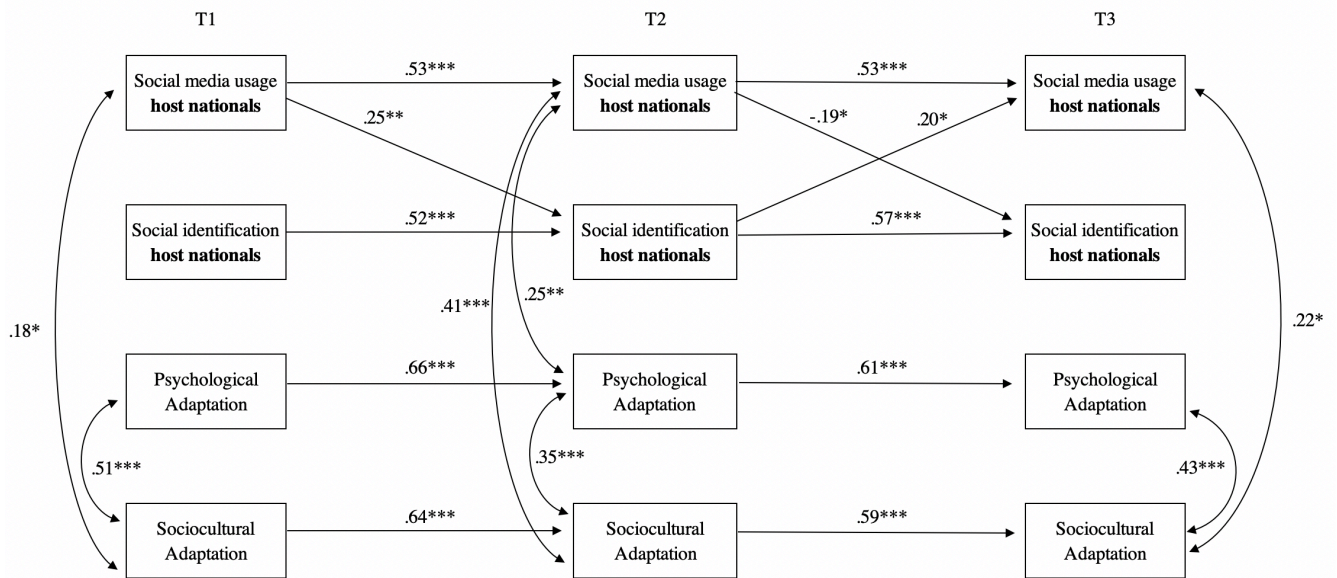 T1
T2
T3
Social media usage
host nationals
.53***
Social media usage
host nationals
.53***
Social media usage
host nationals
.25**
-.19*
.20*
Social identification
host nationals
.52***
Social identification
host nationals
.57***
Social identification
host nationals
.18*
.41***
.25**
.22*
Psychological
Adaptation
.66***
Psychological
Adaptation
.61***
Psychological
Adaptation
.51***
.35***
.43***
Sociocultural
Adaptation
.64***
Sociocultural
Adaptation
.59***
Sociocultural
Adaptation